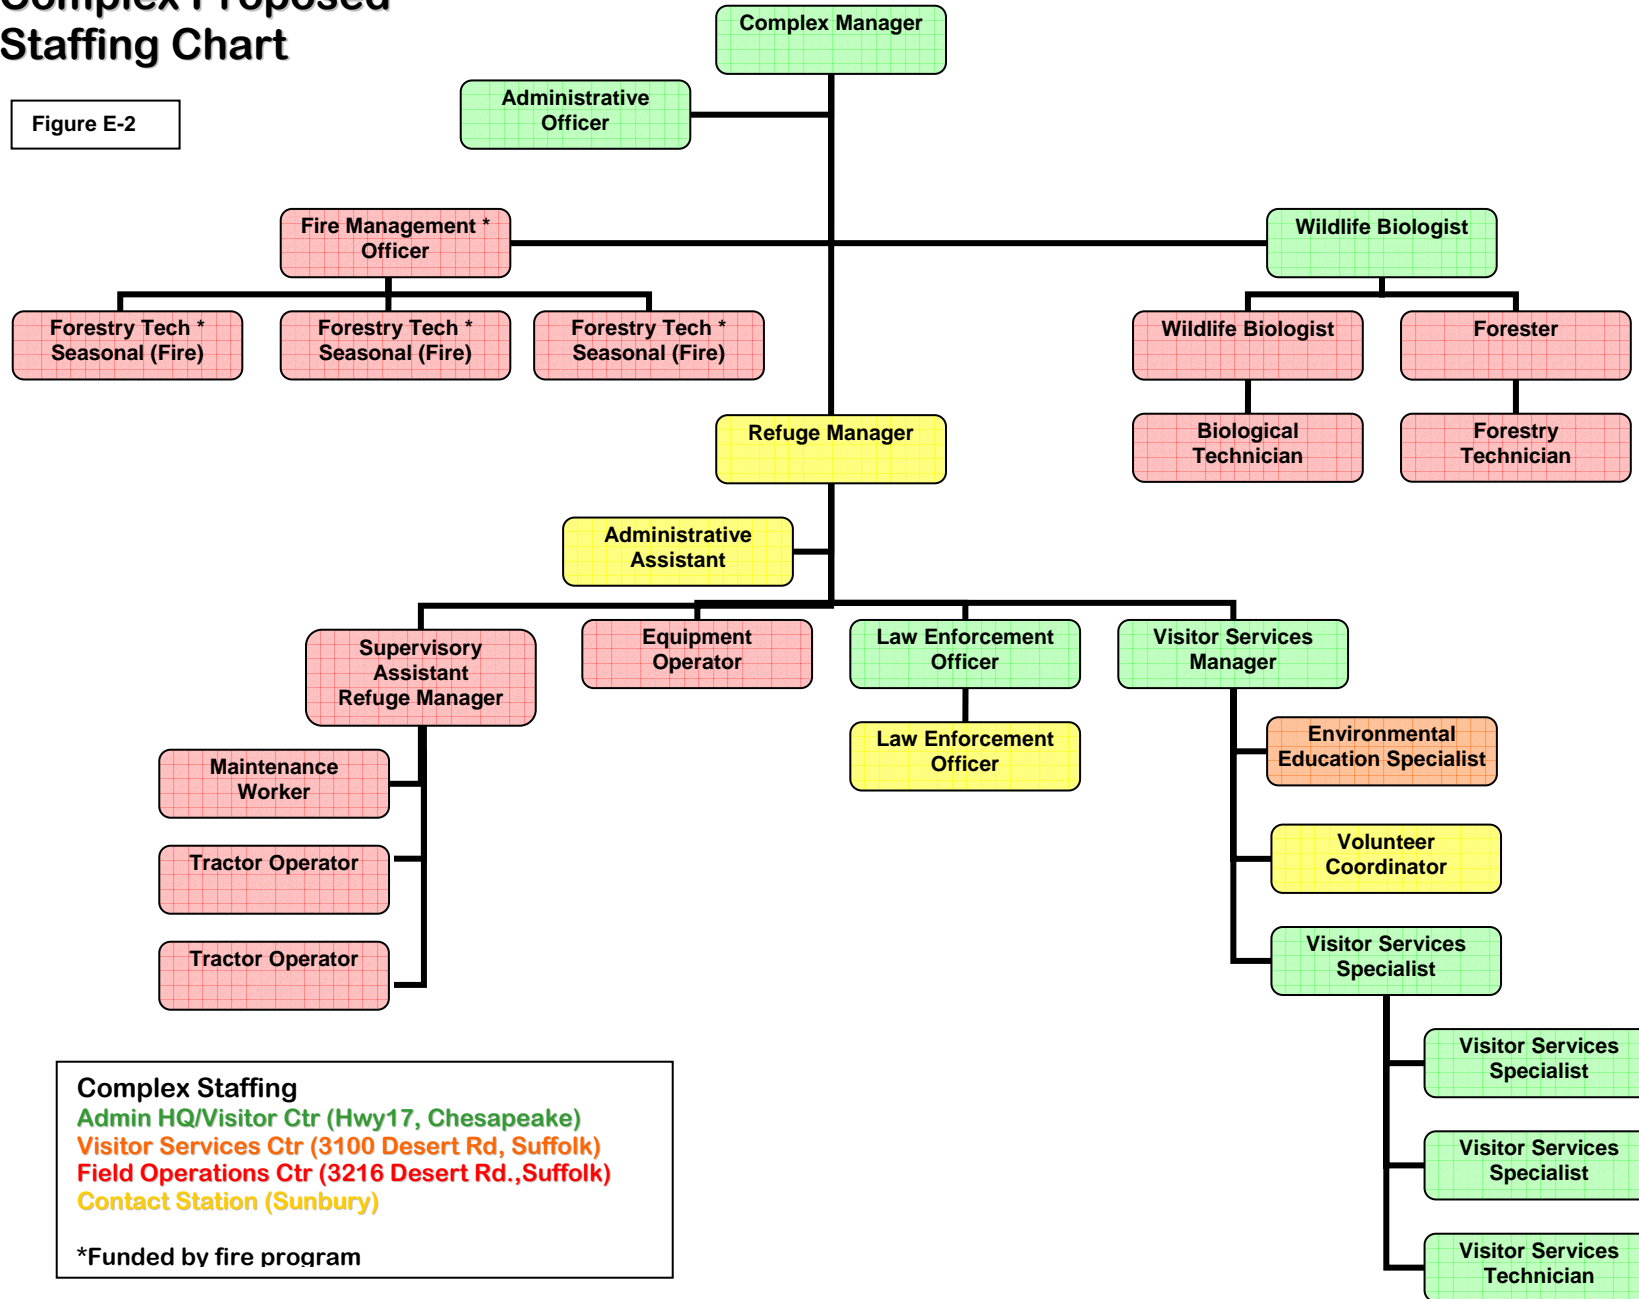 Complex Proposed
Staffing Chart
Figure E-2
Complex Manager
Administrative
Officer
Fire Management *
Officer
Wildlife Biologist
Forestry Tech *
Seasonal (Fire)
Forestry Tech *
Seasonal (Fire)
Forestry Tech *
Seasonal (Fire)
Wildlife Biologist
Forester
Biological
Technician
Forestry
Technician
Refuge Manager
Administrative
Assistant
Supervisory
Assistant
Refuge Manager
Equipment
Operator
Law Enforcement
Officer
Visitor Services
Manager
Law Enforcement
Officer
Environmental
Education Specialist
Maintenance
Worker
Volunteer
Coordinator
Tractor Operator
Visitor Services
Specialist
Tractor Operator
Visitor Services
Specialist
Visitor Services
Specialist
Visitor Services
Technician
Complex Staffing
Admin HQ/Visitor Ctr (Hwy17, Chesapeake)
Visitor Services Ctr (3100 Desert Rd, Suffolk)
Field Operations Ctr (3216 Desert Rd.,Suffolk)
Contact Station (Sunbury)
*Funded by fire program